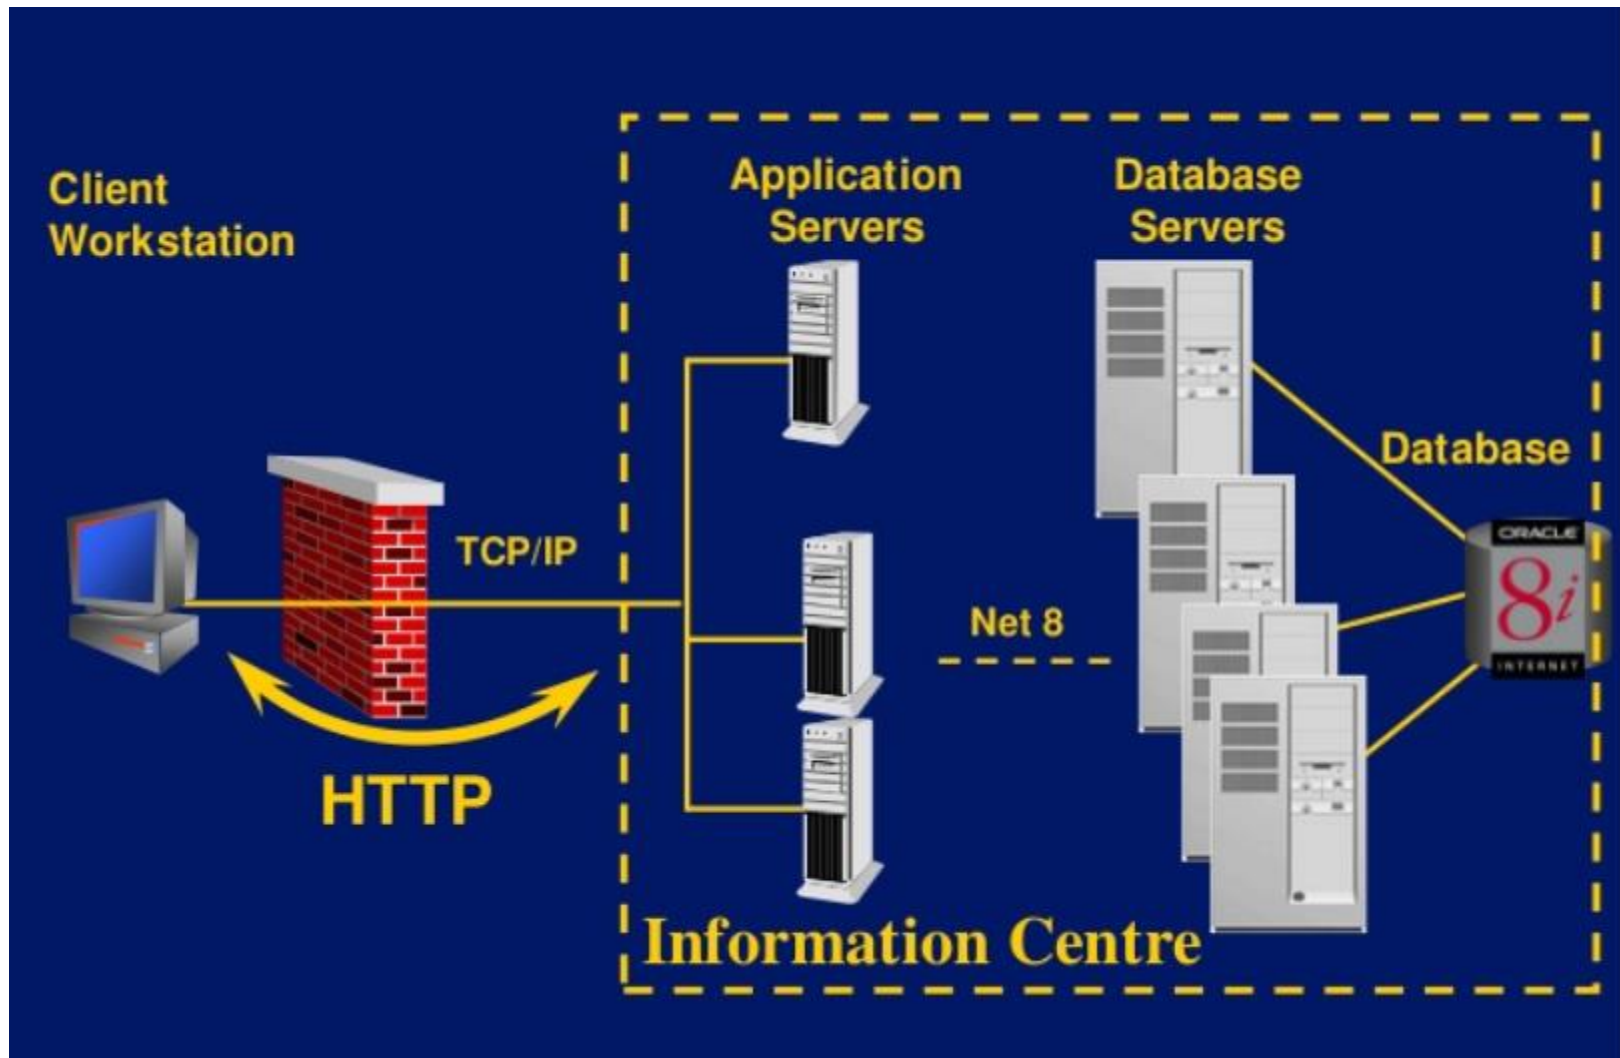 Client
Workstation
Application
Servers
Database
Servers
Database
TCP/IP
ORACLE
8i
INTERNET
Net 8
HTTP
Information Centre